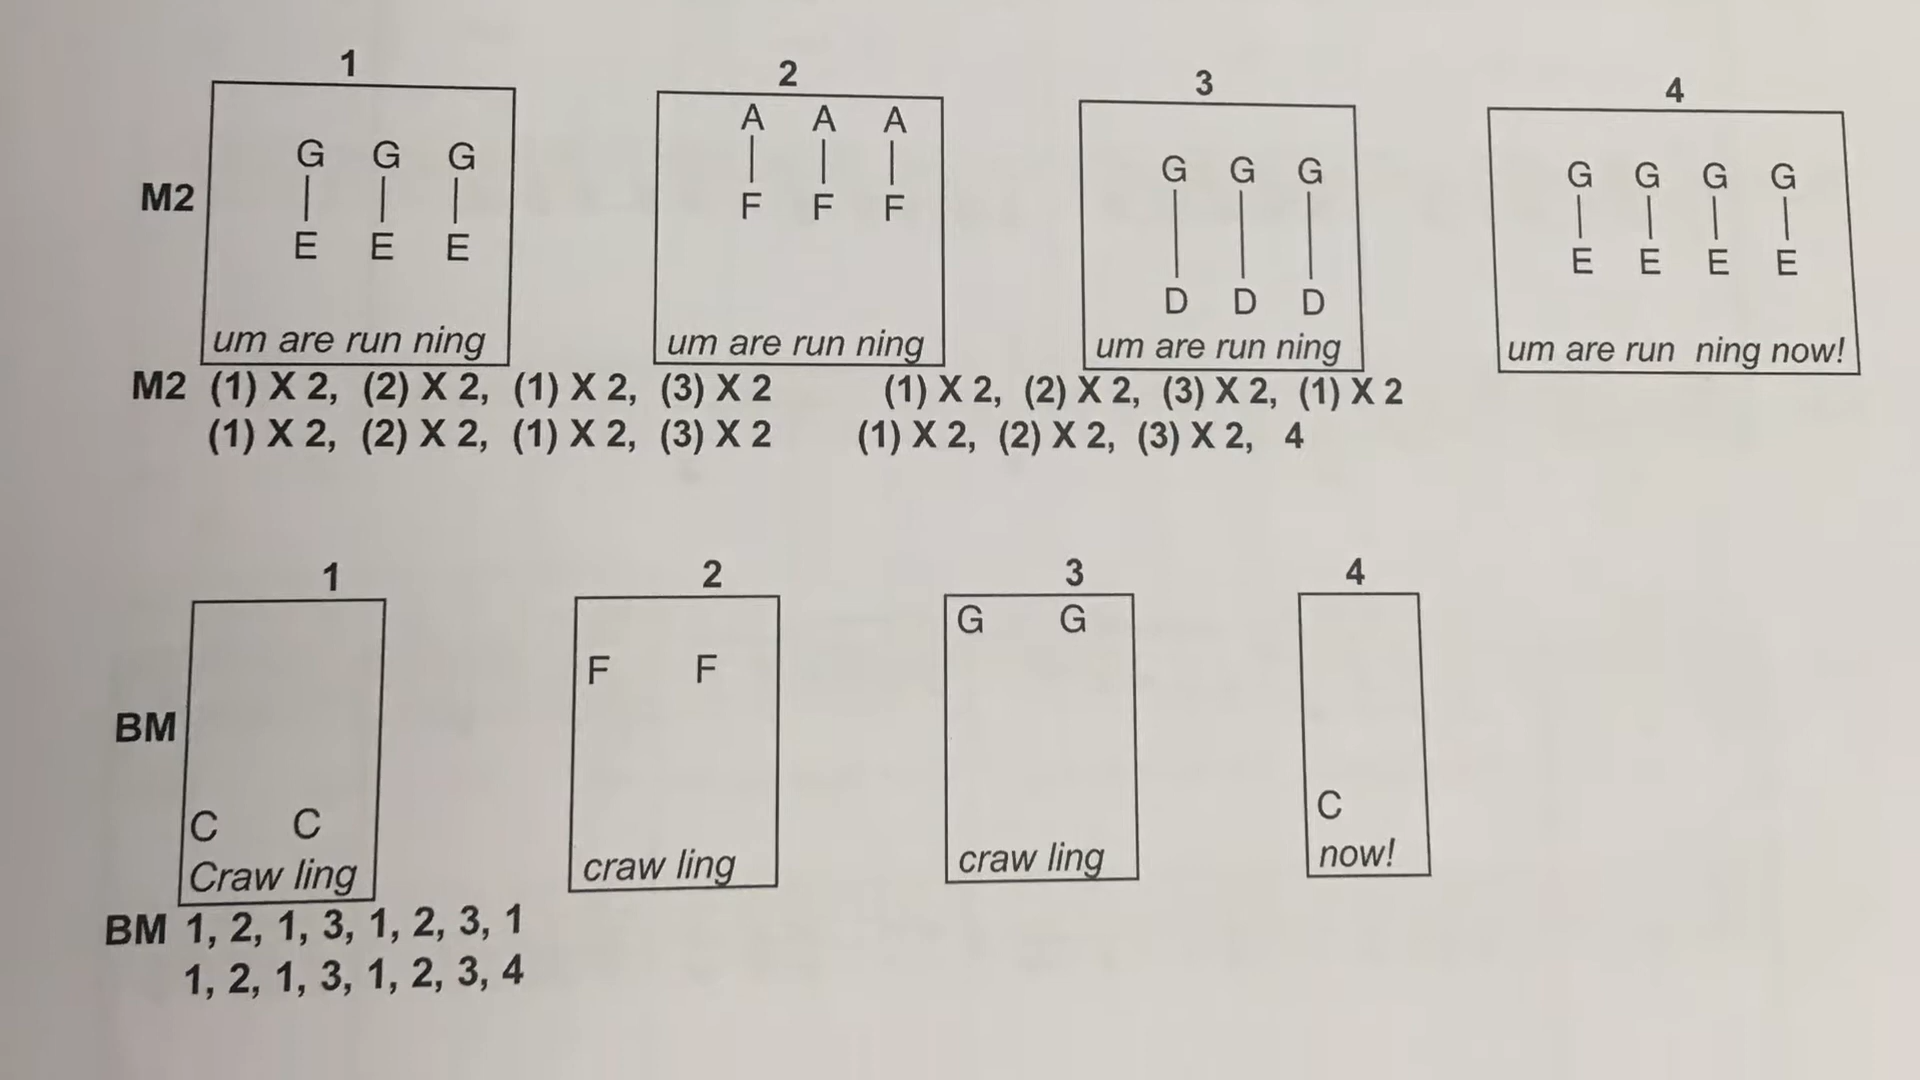 1 2 3 4
A A A
G G G G G G G G G G
M2
F F F
E E E E E E E
D D D
um are run ning um are run ning um are run ning um are run ning now!
M2 (1) X 2, (2) X 2, (1) X 2, (3) X 2 (1) X 2, (2) X 2, (3) X 2, (1) X 2
(1) X 2, (2) X 2, (1) X 2, (3) X 2 (1) X 2, (2) X 2, (3) X 2, 4
1 2 3 4
G G
F F
BM
C C C
Craw ling craw ling craw ling now!
BM 1, 2, 1, 3, 1, 2, 3, 1
1, 2, 1, 3, 1, 2, 3, 4